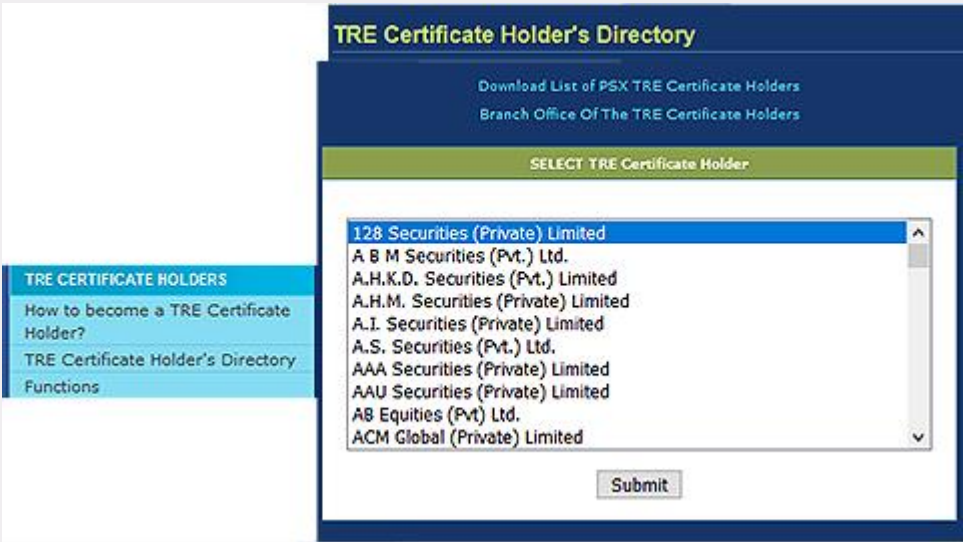 TRE Certificate Holder's Directory
Download List of PSX TRE Certificate Holders
Branch Office Of The TRE Certificate Holders
SELECT TRE Certificate Holder
128 Securities (Private) Limited
A B M Securities (Pvt.) Ltd.
A.H.K.D. Securities (Pvt.) Limited
A.H.M. Securities (Private) Limited
A.I. Securities (Private) Limited
A.S. Securities (Pvt.) Ltd.
AAA Securities (Private) Limited
AAU Securities (Private) Limited
AB Equities (Pvt) Ltd.
ACM Global (Private) Limited
Submit
TRE CERTIFICATE HOLDERS
How to become a TRE Certificate
Holder?
TRE Certificate Holder's Directory
Functions